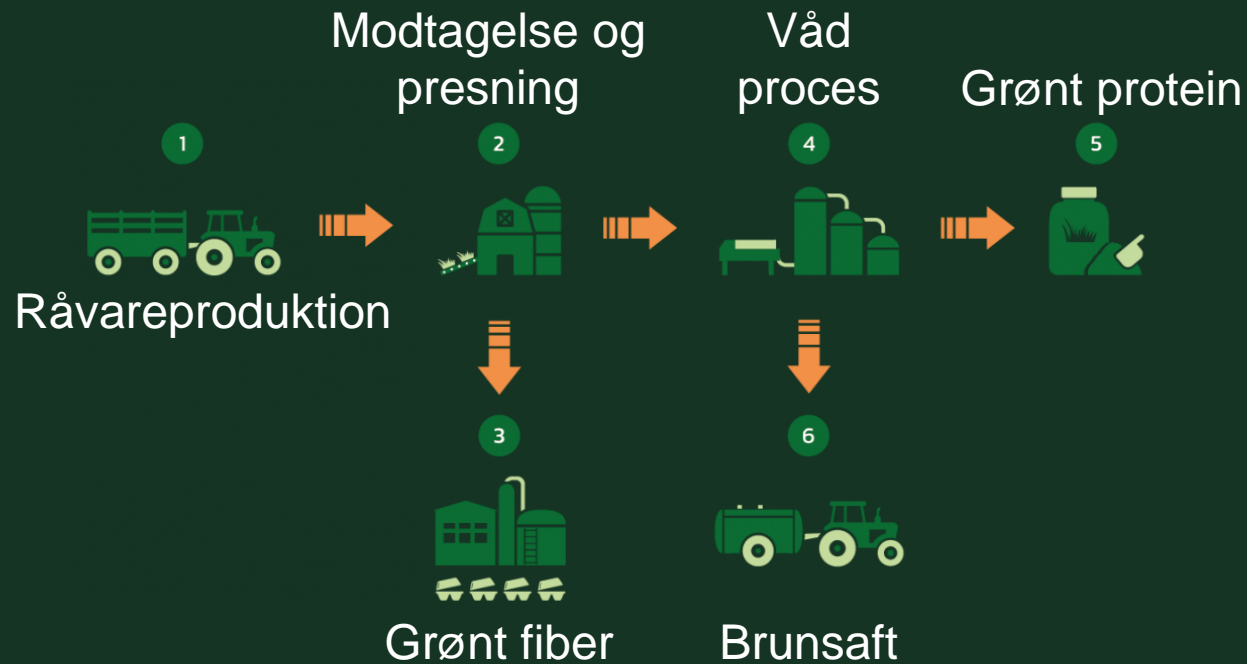 Modtagelse og
presning
Våd
proces
Grønt protein
1
2
4
5
Råvareproduktion
3
6
Grønt fiber
Brunsaft